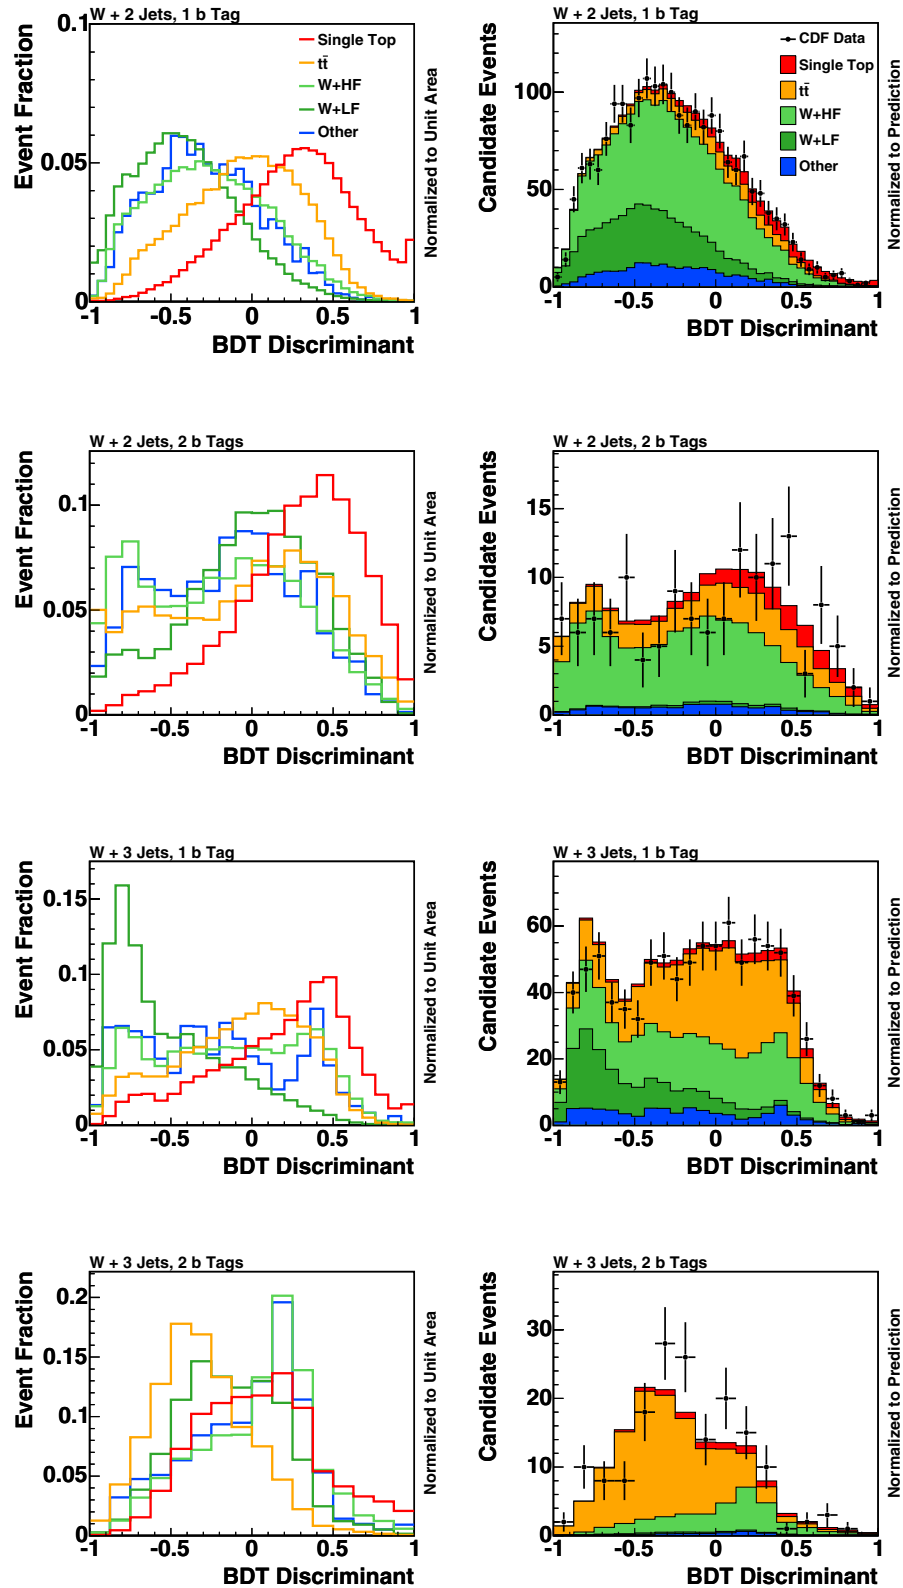 W + 2 Jets, 1 b Tag
Event Fraction
0.1
0.05
0
Single Top
tt̄
W+HF
W+LF
Other
-1 -0.5 0 0.5 1
BDT Discriminant
Normalized to Unit Area
W + 2 Jets, 1 b Tag
Candidate Events
100
50
0
CDF Data
Single Top
tt̄
W+HF
W+LF
Other
-1 -0.5 0 0.5 1
BDT Discriminant
Normalized to Prediction
W + 2 Jets, 2 b Tags
Event Fraction
0.1
0.05
0
-1 -0.5 0 0.5 1
BDT Discriminant
Normalized to Unit Area
W + 2 Jets, 2 b Tags
Candidate Events
15
10
5
0
-1 -0.5 0 0.5 1
BDT Discriminant
Normalized to Prediction
W + 3 Jets, 1 b Tag
Event Fraction
0.15
0.1
0.05
0
-1 -0.5 0 0.5 1
BDT Discriminant
Normalized to Unit Area
W + 3 Jets, 1 b Tag
Candidate Events
60
40
20
0
-1 -0.5 0 0.5 1
BDT Discriminant
Normalized to Prediction
W + 3 Jets, 2 b Tags
Event Fraction
0.2
0.15
0.1
0.05
0
-1 -0.5 0 0.5 1
BDT Discriminant
Normalized to Unit Area
W + 3 Jets, 2 b Tags
Candidate Events
30
20
10
0
-1 -0.5 0 0.5 1
BDT Discriminant
Normalized to Prediction